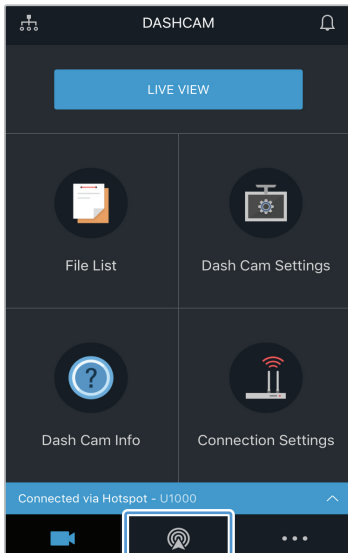 DASHCAM
LIVE VIEW
File List
Dash Cam Settings
?
Dash Cam Info
Connection Settings
Connected via Hotspot - U1000